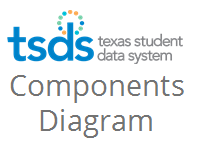 tsds texas student
data system
Components
Diagram